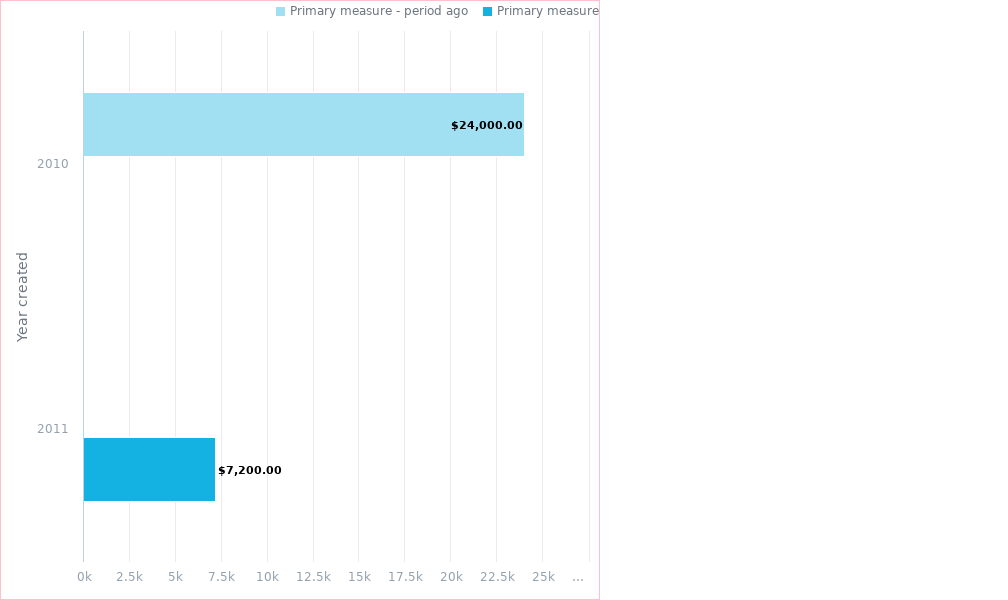 Primary measure - period ago Primary measure
$24,000.00
2010
Year created
2011
$7,200.00
0k 2.5k 5k 7.5k 10k 12.5k 15k 17.5k 20k 22.5k 25k ...